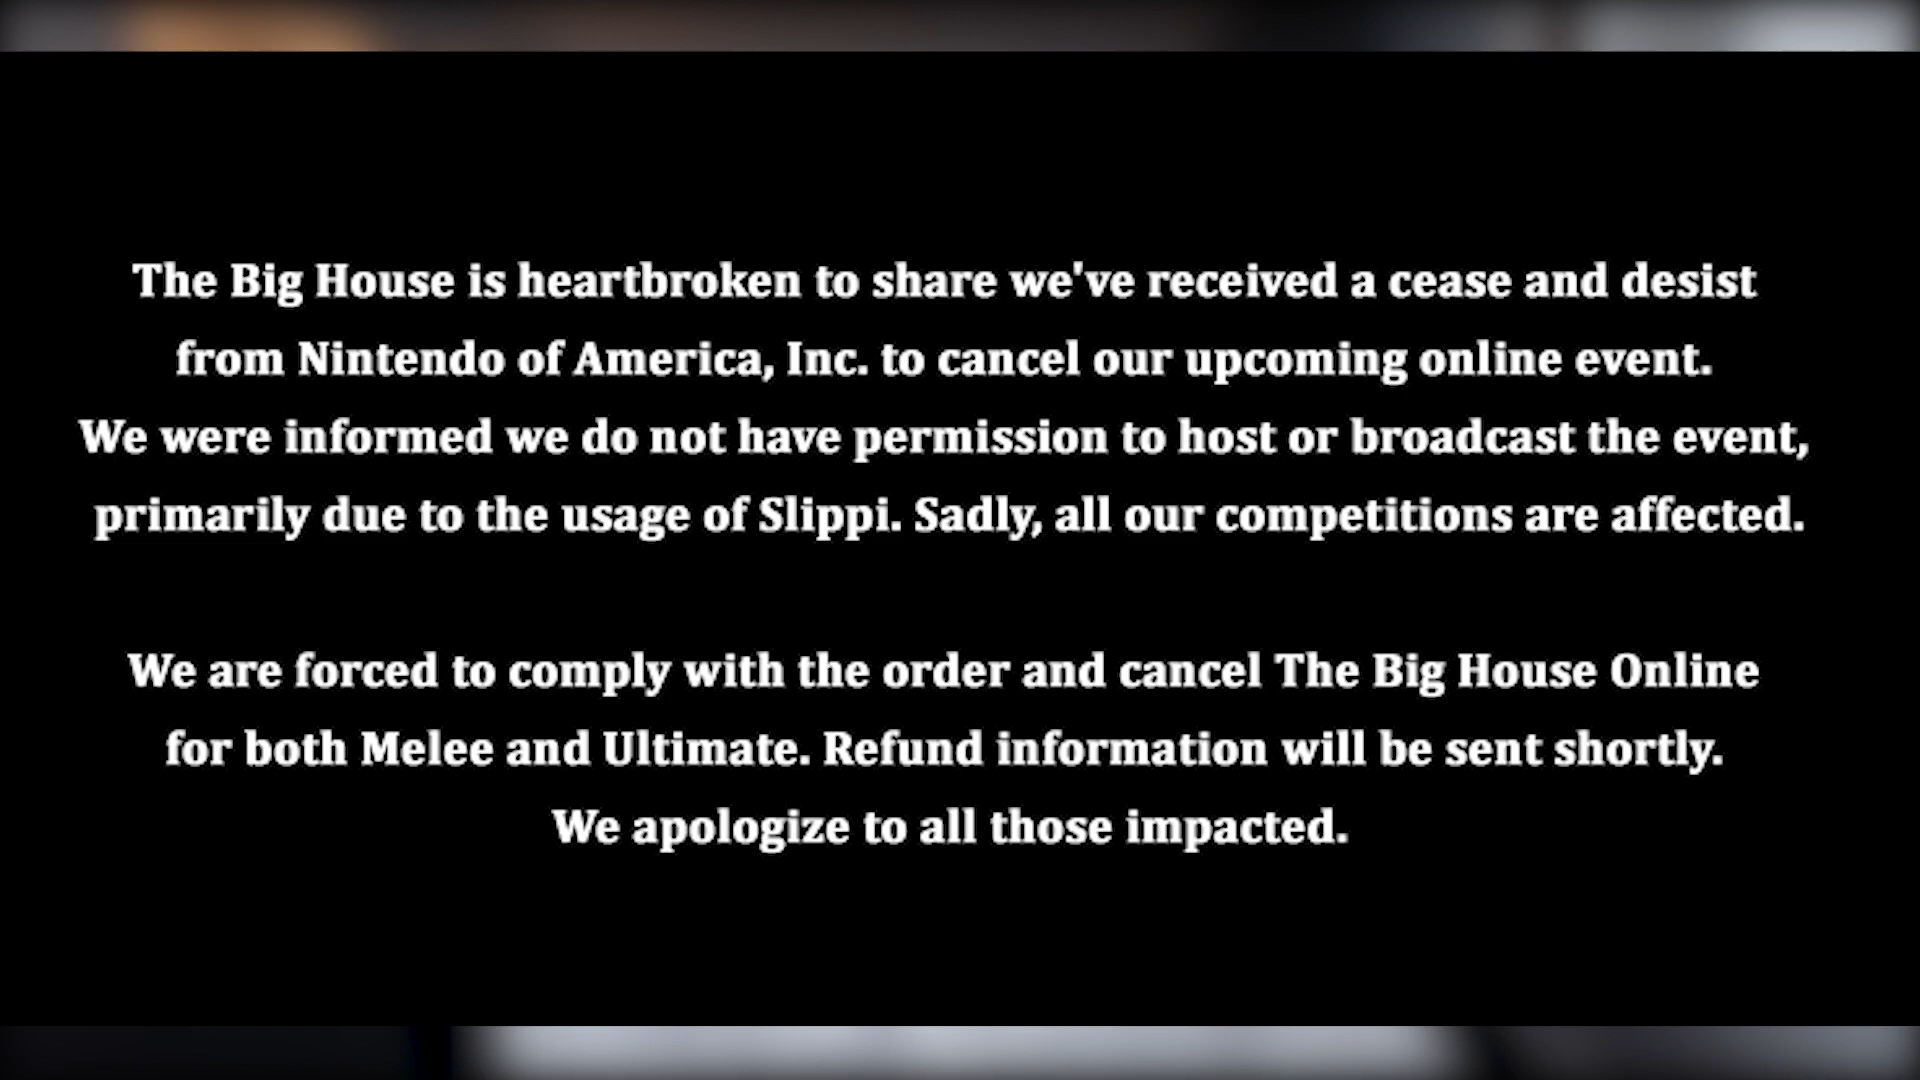 The Big House is heartbroken to share we've received a cease and desist
from Nintendo of America, Inc. to cancel our upcoming online event.
We were informed we do not have permission to host or broadcast the event,
primarily due to the usage of Slippi. Sadly, all our competitions are affected.
We are forced to comply with the order and cancel The Big House Online
for both Melee and Ultimate. Refund information will be sent shortly.
We apologize to all those impacted.